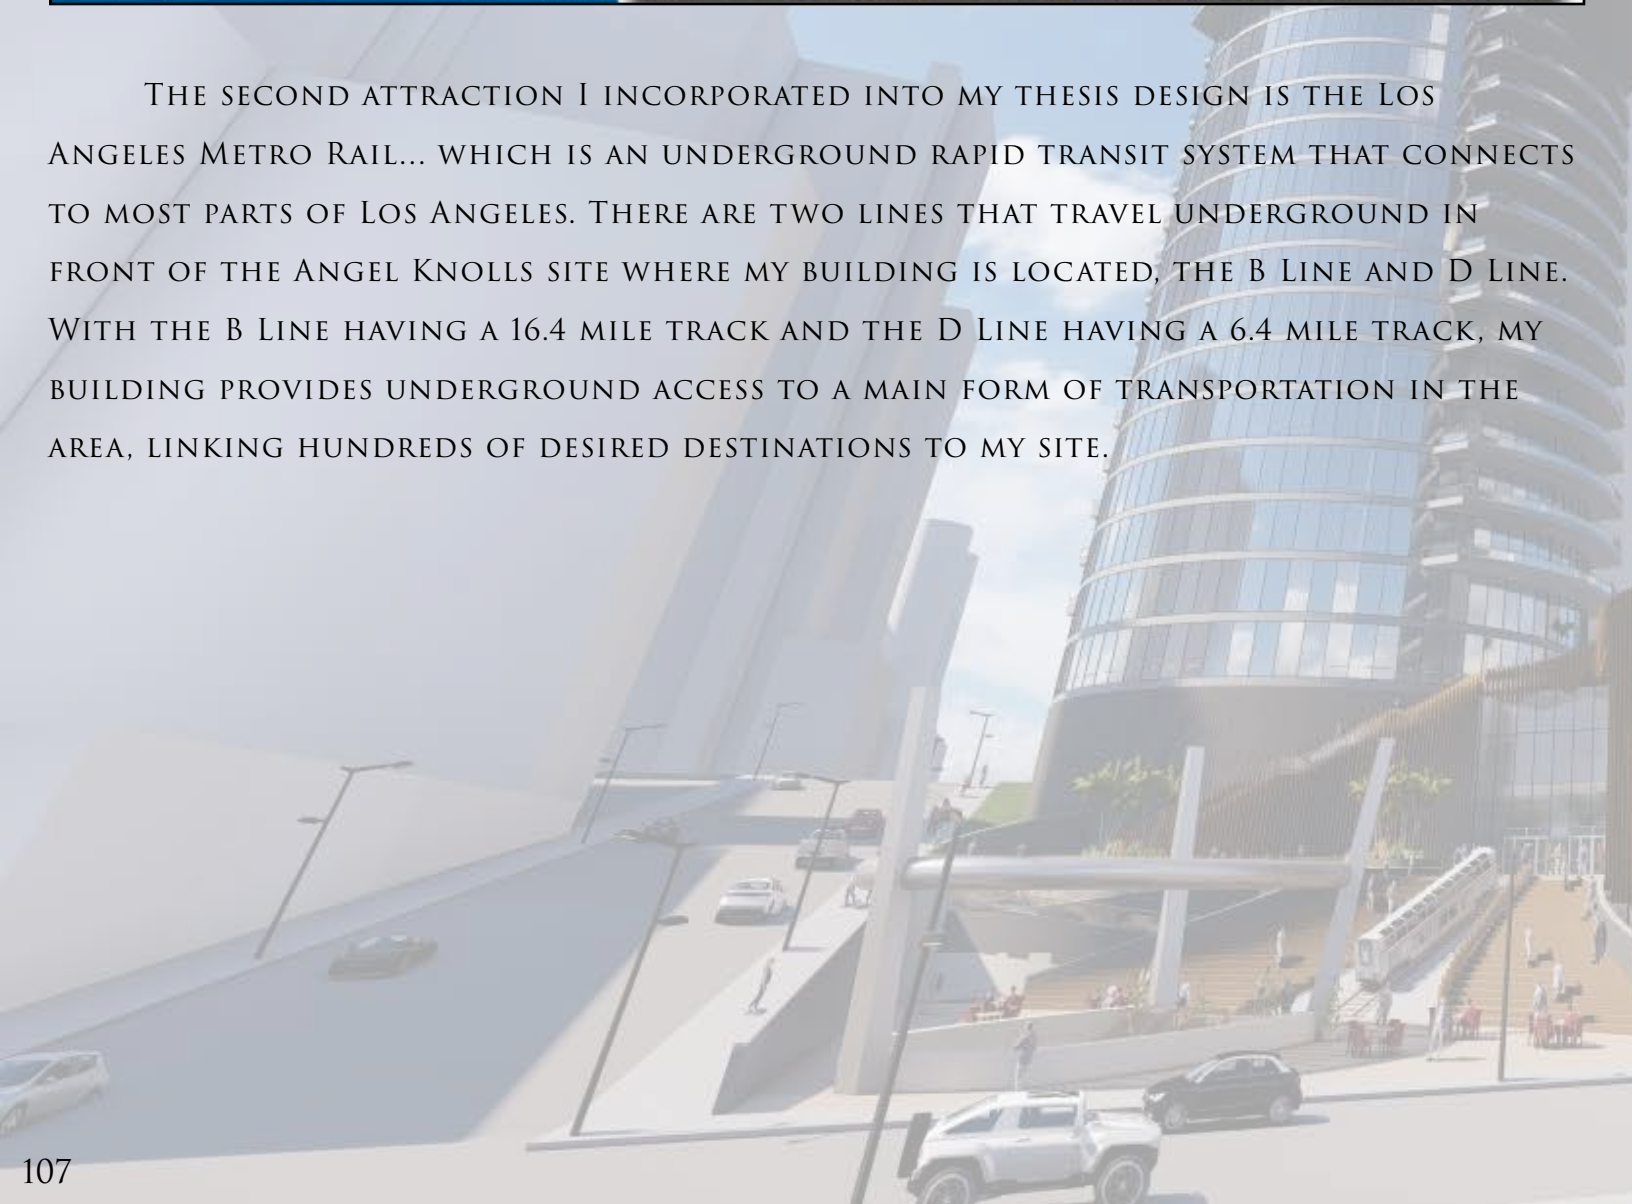 The second attraction I incorporated into my thesis design is the Los
Angeles Metro Rail... which is an underground rapid transit system that connects
to most parts of Los Angeles. There are two lines that travel underground in
front of the Angel Knolls site where my building is located, the B Line and D Line.
With the B Line having a 16.4 mile track and the D Line having a 6.4 mile track, my
building provides underground access to a main form of transportation in the
area, linking hundreds of desired destinations to my site.
107